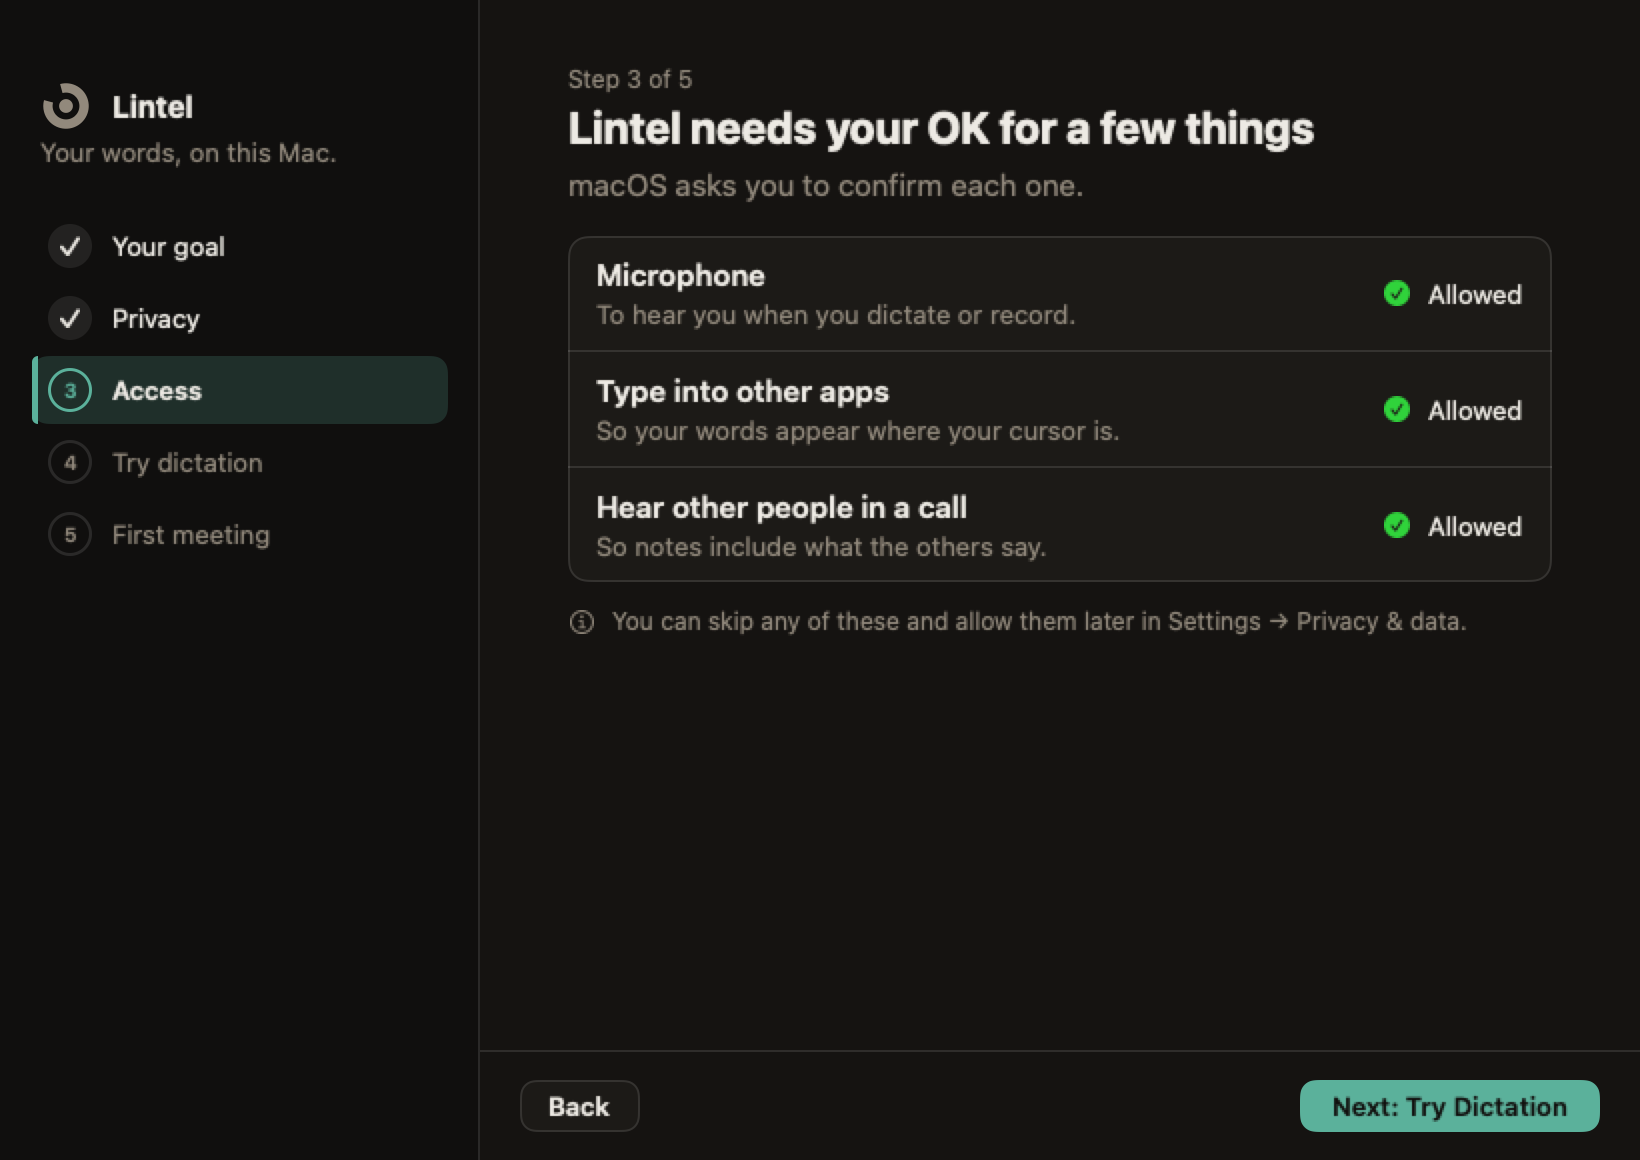 Lintel
Your words, on this Mac.
Your goal
Privacy
3 Access
4 Try dictation
5 First meeting
Step 3 of 5
Lintel needs your OK for a few things
macOS asks you to confirm each one.
Microphone
To hear you when you dictate or record.
Allowed
Type into other apps
So your words appear where your cursor is.
Allowed
Hear other people in a call
So notes include what the others say.
Allowed
You can skip any of these and allow them later in Settings → Privacy & data.
Back
Next: Try Dictation